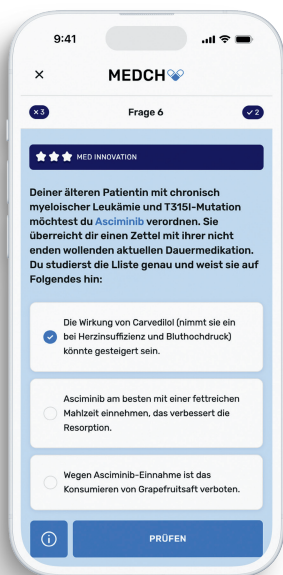 9:41
× MEDCH
×3 Frage 6 ✓2
MED INNOVATION
Deiner älteren Patientin mit chronisch
myeloischer Leukämie und T315I-Mutation
möchtest du Asciminib verordnen. Sie
überreicht dir einen Zettel mit ihrer nicht
enden wollenden aktuellen Dauermedikation.
Du studierst die Lliste genau und weist sie auf
Folgendes hin:
Die Wirkung von Carvedilol (nimmt sie ein
bei Herzinsuffizienz und Bluthochdruck)
könnte gesteigert sein.
Asciminib am besten mit einer fettreichen
Mahlzeit einnehmen, das verbessert die
Resorption.
Wegen Asciminib-Einnahme ist das
Konsumieren von Grapefruitsaft verboten.
PRÜFEN